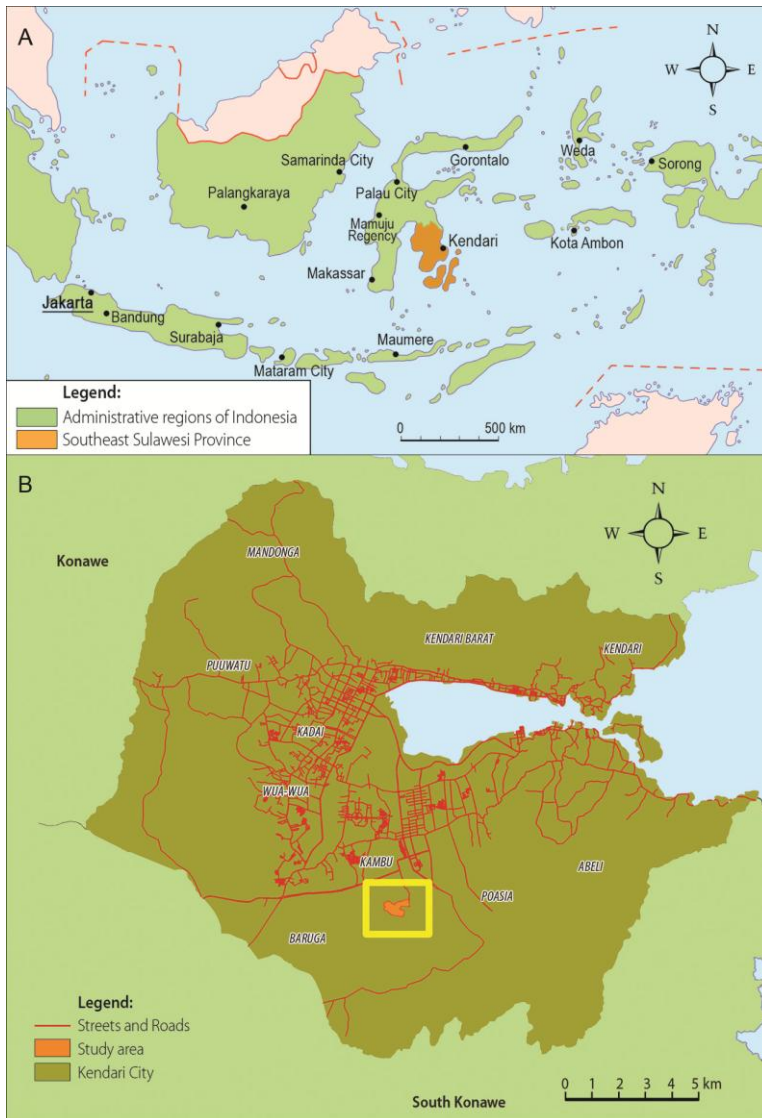 A
N
W E
S
Samarinda City
Gorontalo
Weda
Sorong
Palangkaraya
Palau City
Mamuju
Regency
Kendari
Kota Ambon
Makassar
Jakarta
Bandung
Surabaja
Maumere
Mataram City
Legend:
Administrative regions of Indonesia
Southeast Sulawesi Province
0 500 km
B
N
W E
S
MANDONGA
Konawe
KENDARI BARAT
KENDARI
PUUWATU
KADAI
WUA-WUA
KAMBU
ABELI
POASIA
BARUGA
Legend:
Streets and Roads
Study area
Kendari City
0 1 2 3 4 5 km
South Konawe